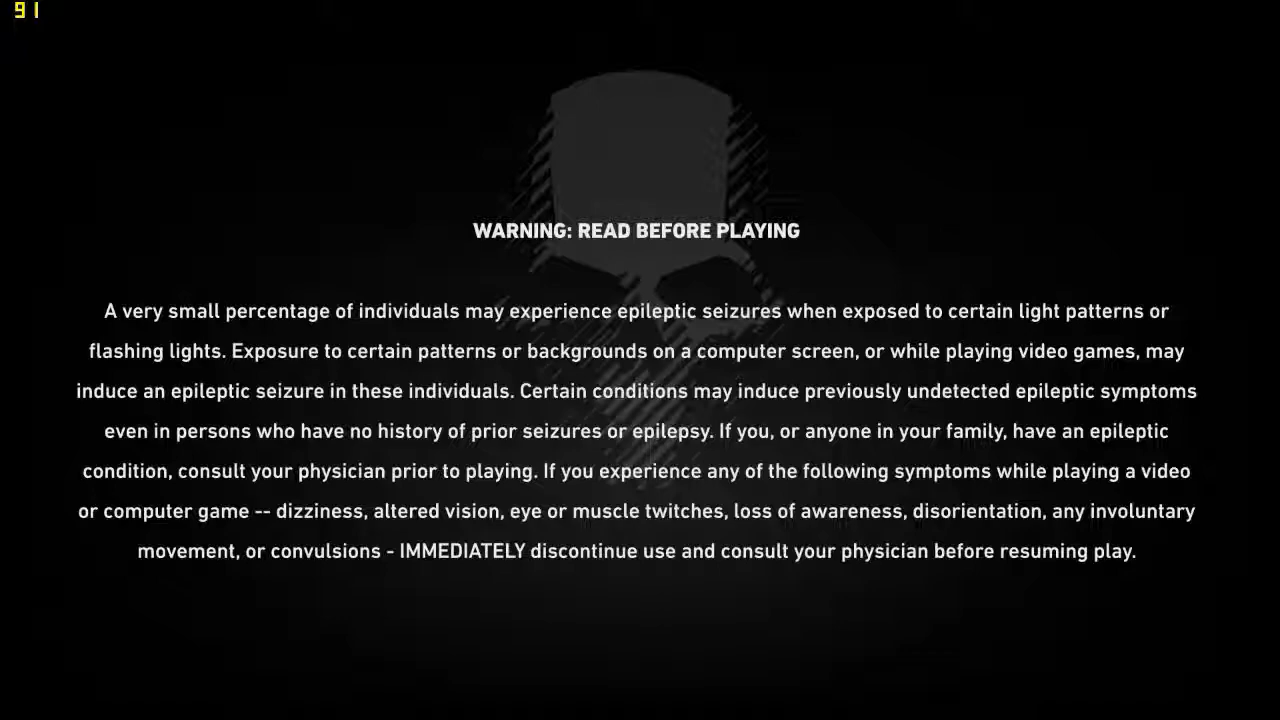 91
WARNING: READ BEFORE PLAYING
A very small percentage of individuals may experience epileptic seizures when exposed to certain light patterns or
flashing lights. Exposure to certain patterns or backgrounds on a computer screen, or while playing video games, may
induce an epileptic seizure in these individuals. Certain conditions may induce previously undetected epileptic symptoms
even in persons who have no history of prior seizures or epilepsy. If you, or anyone in your family, have an epileptic
condition, consult your physician prior to playing. If you experience any of the following symptoms while playing a video
or computer game -- dizziness, altered vision, eye or muscle twitches, loss of awareness, disorientation, any involuntary
movement, or convulsions - IMMEDIATELY discontinue use and consult your physician before resuming play.